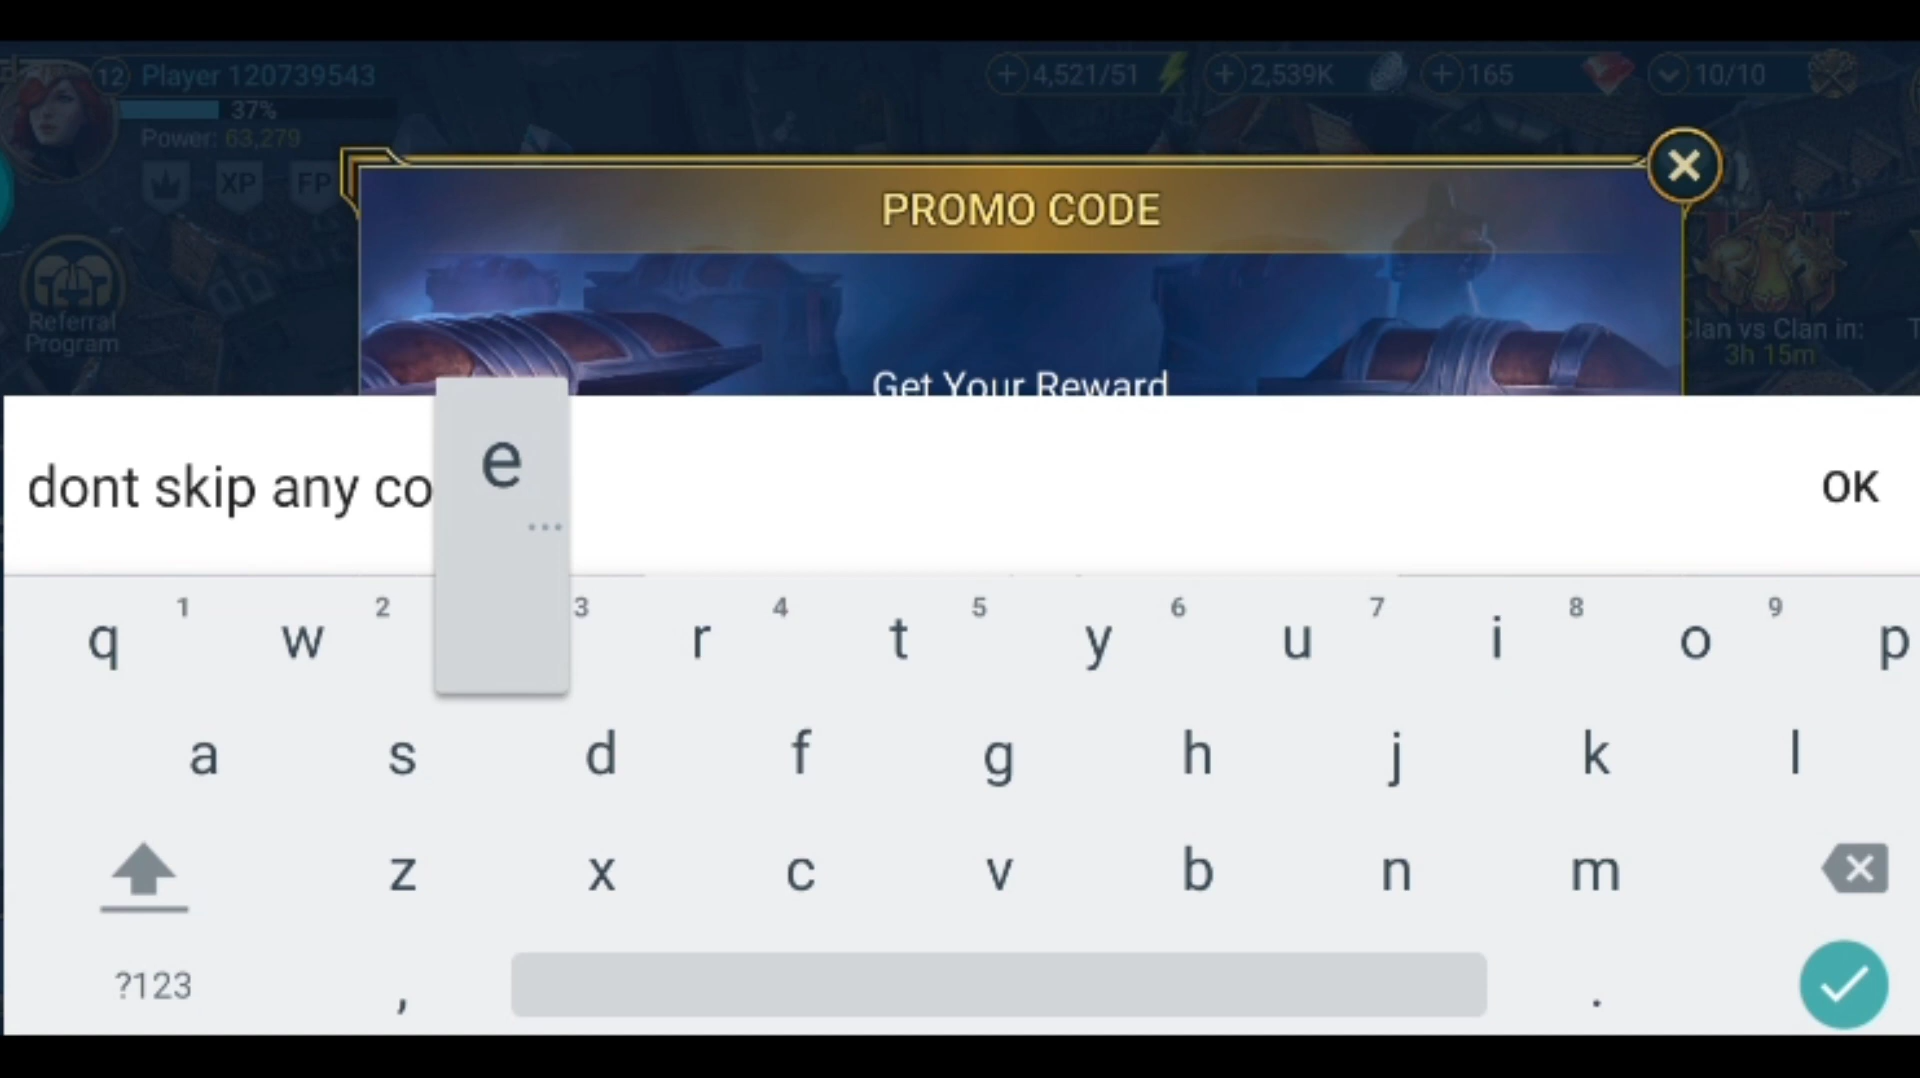 12 Player 120739543
4,521/51
2,539K
165
10/10
37%
Power: 63,279
XP FP
PROMO CODE
Referral
Program
Clan vs Clan in:
3h 15m
Get Your Reward
dont skip any co
e
...
OK
1 2 3 4 5 6 7 8 9
q w r t y u i o p
a s d f g h j k l
z x c v b n m
?123 , .